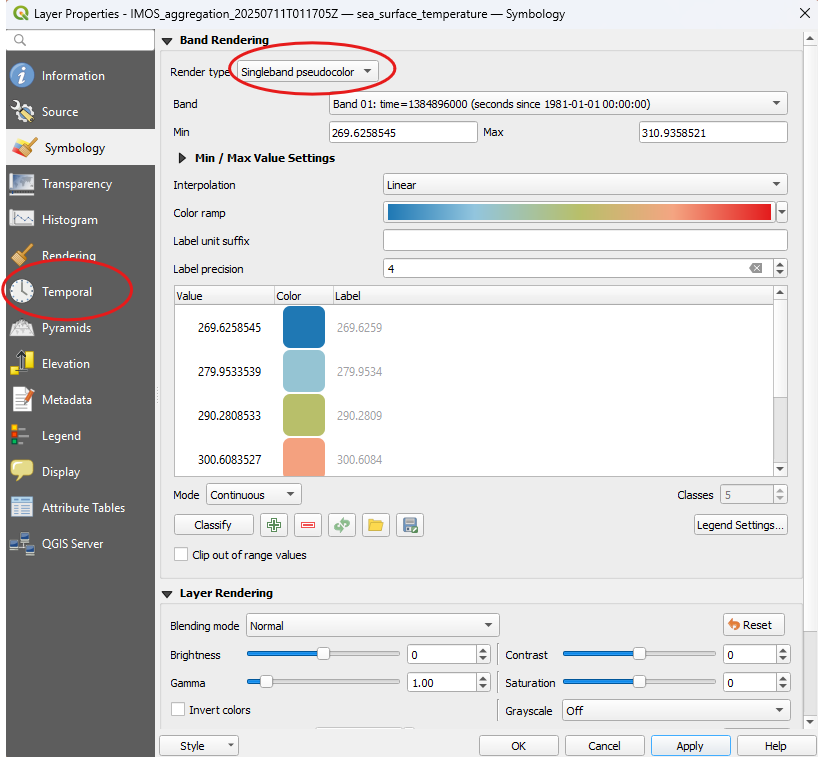 Layer Properties - IMOS_aggregation_20250711T011705Z — sea_surface_temperature — Symbology
Information
Source
Symbology
Transparency
Histogram
Rendering
Temporal
Pyramids
Elevation
Metadata
Legend
Display
Attribute Tables
QGIS Server
Band Rendering
Render type Singleband pseudocolor
Band Band 01: time=1384896000 (seconds since 1981-01-01 00:00:00)
Min 269.6258545 Max 310.9358521
Min / Max Value Settings
Interpolation Linear
Color ramp
Label unit suffix
Label precision 4
Value Color Label
269.6258545 269.6259
279.9533539 279.9534
290.2808533 290.2809
300.6083527 300.6084
Mode Continuous Classes 5
Classify Legend Settings...
Clip out of range values
Layer Rendering
Blending mode Normal Reset
Brightness 0 Contrast 0
Gamma 1.00 Saturation 0
Invert colors Grayscale Off
Style OK Cancel Apply Help